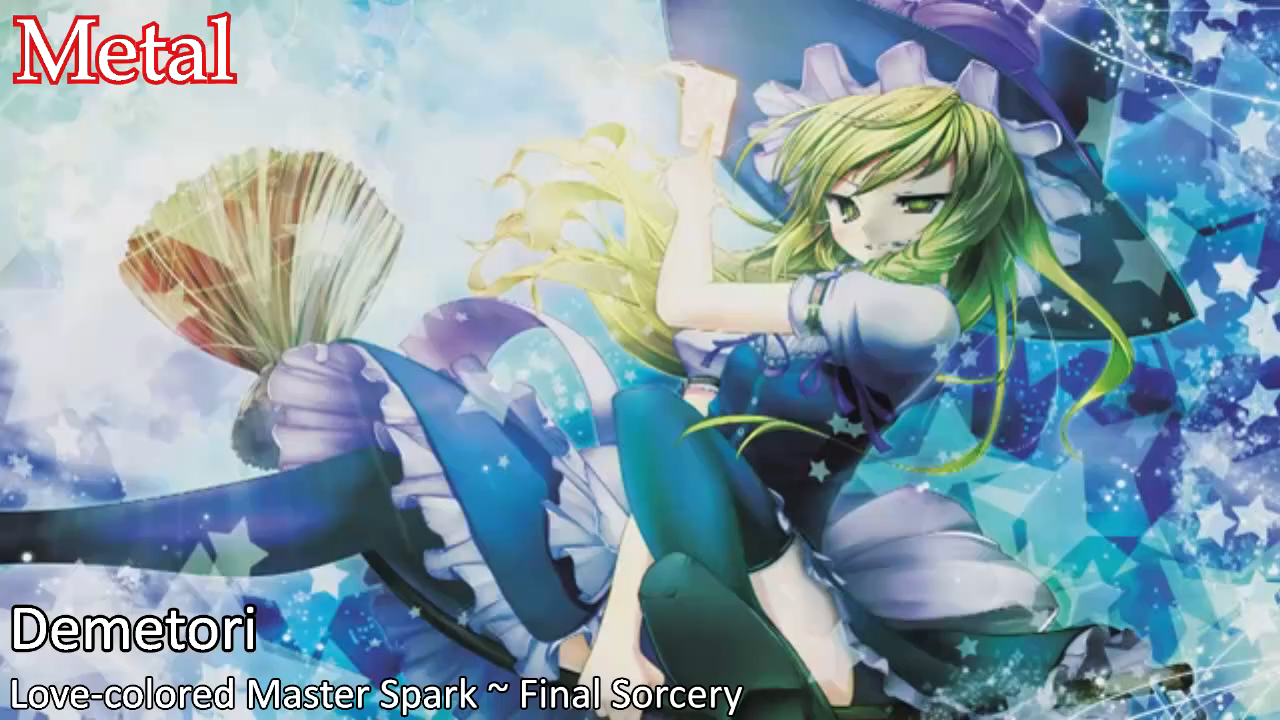 Metal
Demetori
Love-colored Master Spark ~ Final Sorcery